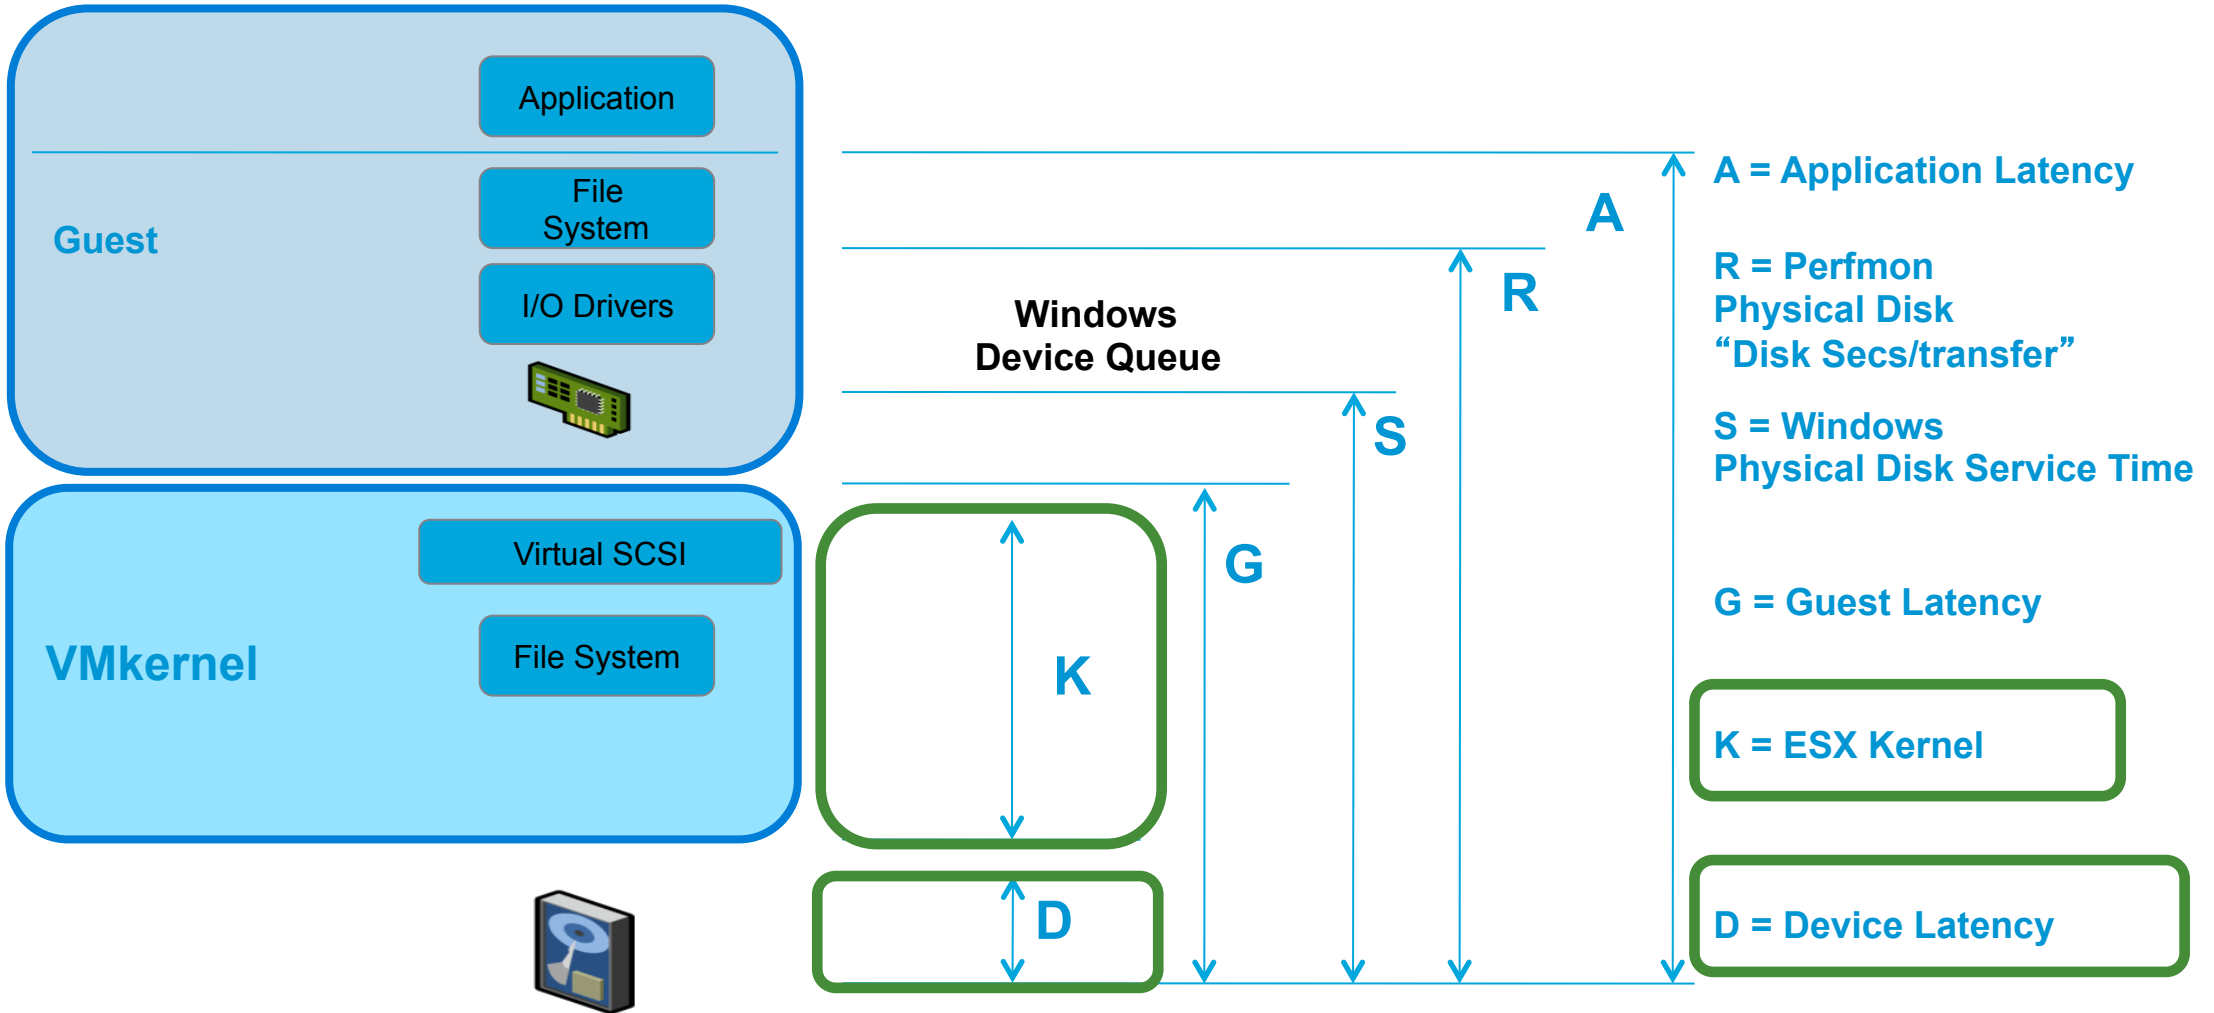 Application
File
System
Guest
I/O Drivers
Virtual SCSI
VMkernel
File System
Windows
Device Queue
K
D
G
S
R
A
A = Application Latency
R = Perfmon
Physical Disk
“Disk Secs/transfer”
S = Windows
Physical Disk Service Time
G = Guest Latency
K = ESX Kernel
D = Device Latency